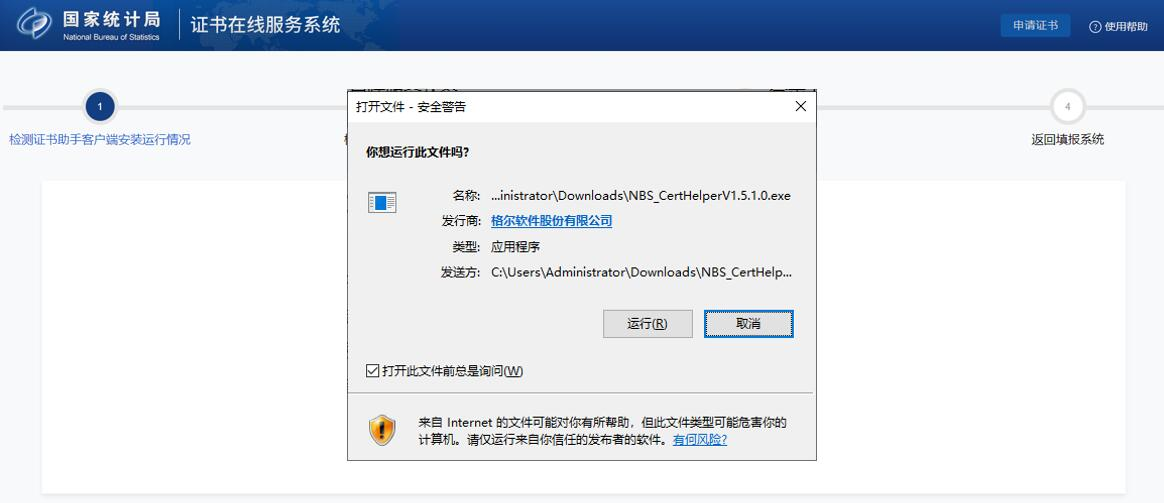 国家统计局
National Bureau of Statistics
证书在线服务系统
申请证书
? 使用帮助
1
4
检测证书助手客户端安装运行情况
返回填报系统
打开文件 - 安全警告
你想运行此文件吗?
名称: ...inistrator\Downloads\NBS_CertHelperV1.5.1.0.exe
发行商: 格尔软件股份有限公司
类型: 应用程序
发送方: C:\Users\Administrator\Downloads\NBS_CertHelp...
运行(R)
取消
打开此文件前总是询问(W)
来自 Internet 的文件可能对你有所帮助，但此文件类型可能危害你的
计算机。请仅运行来自你信任的发布者的软件。有何风险?